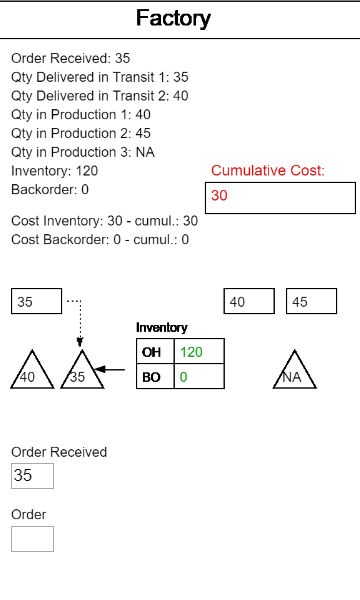 Factory
Order Received: 35
Qty Delivered in Transit 1: 35
Qty Delivered in Transit 2: 40
Qty in Production 1: 40
Qty in Production 2: 45
Qty in Production 3: NA
Inventory: 120
Backorder: 0
Cumulative Cost:
30
Cost Inventory: 30 - cumul.: 30
Cost Backorder: 0 - cumul.: 0
35
40
45
Inventory
OH 120
40
35
BO 0
NA
Order Received
35
Order